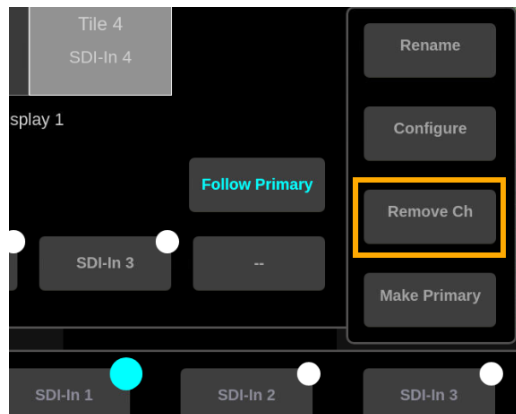 Tile 4
SDI-In 4
splay 1
Follow Primary
SDI-In 3
--
Rename
Configure
Remove Ch
Make Primary
SDI-In 1
SDI-In 2
SDI-In 3